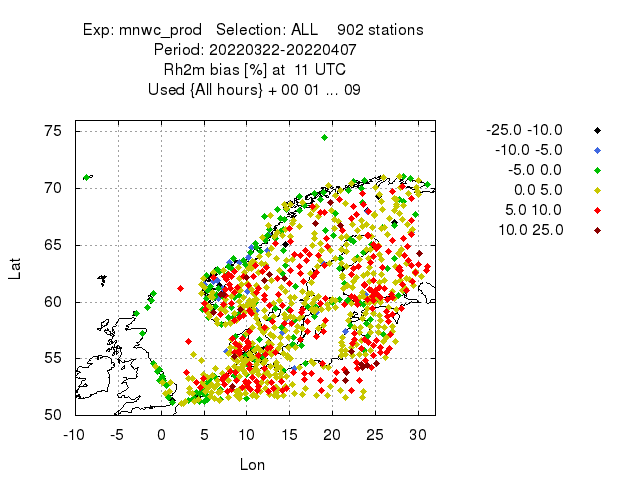 Exp: mnwc_prod Selection: ALL 902 stations
Period: 20220322-20220407
Rh2m bias [%] at 11 UTC
Used {All hours} + 00 01 ... 09
-25.0 -10.0
-10.0 -5.0
-5.0 0.0
0.0 5.0
5.0 10.0
10.0 25.0
75
70
65
60
55
50
Lat
-10 -5 0 5 10 15 20 25 30
Lon